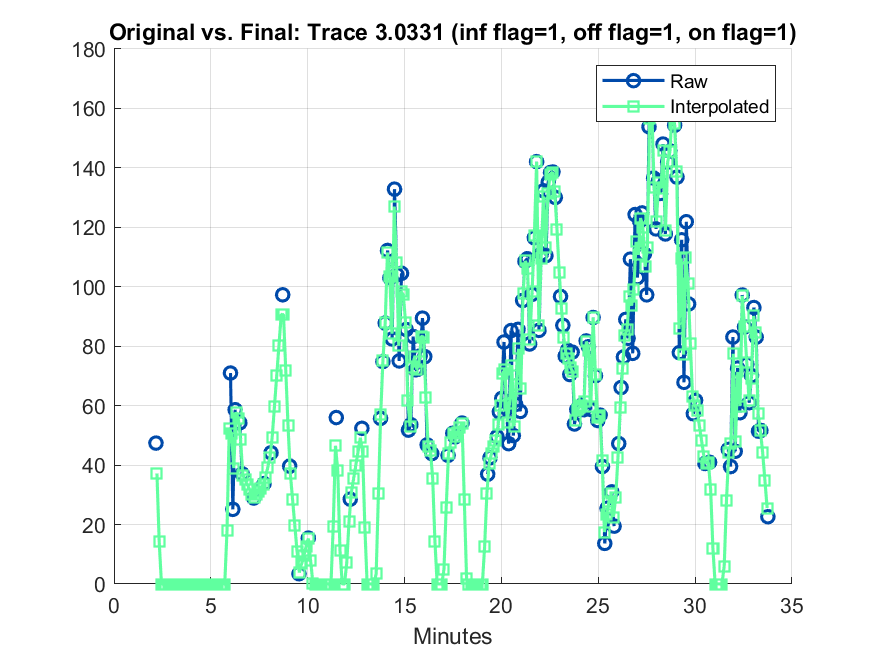 Original vs. Final: Trace 3.0331 (inf flag=1, off flag=1, on flag=1)
180
160
140
120
100
80
60
40
20
0
Raw
Interpolated
0 5 10 15 20 25 30 35
Minutes